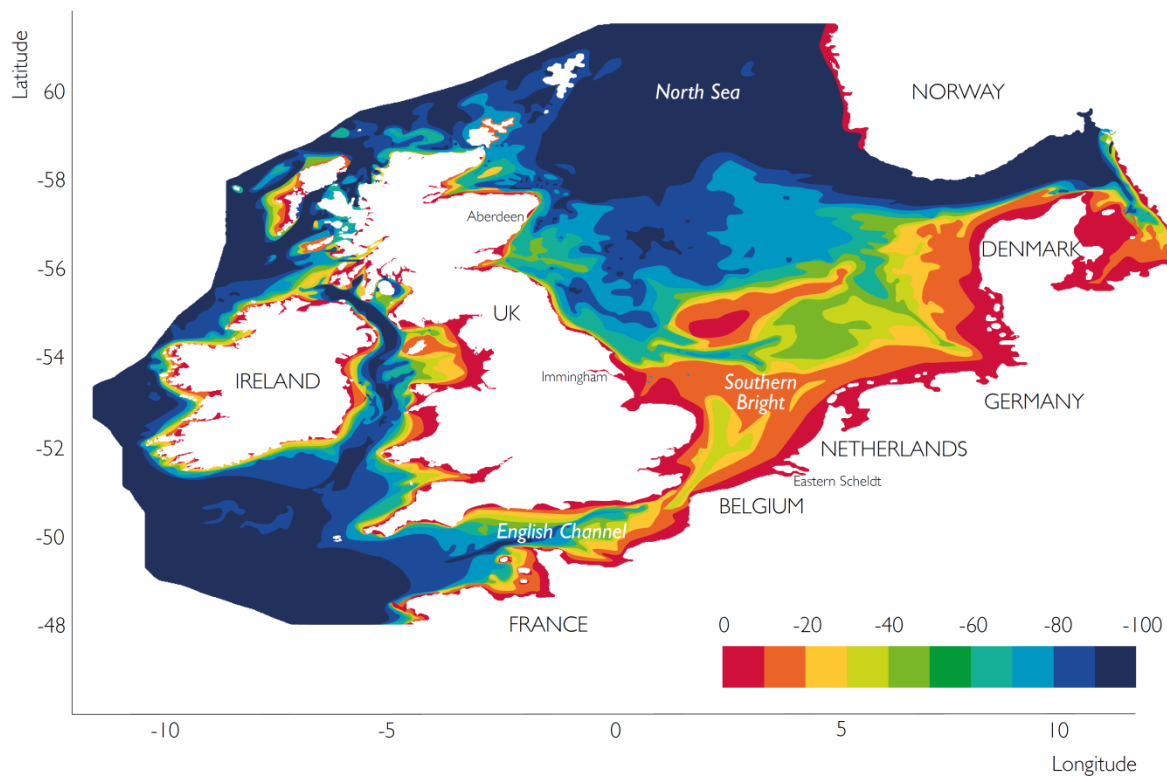 Latitude
60
-58
-56
-54
-52
-50
-48
North Sea
NORWAY
Aberdeen
DENMARK
UK
IRELAND
Immingham
Southern
Bright
GERMANY
NETHERLANDS
Eastern Scheldt
BELGIUM
English Channel
FRANCE
0 -20 -40 -60 -80 -100
-10 -5 0 5 10
Longitude